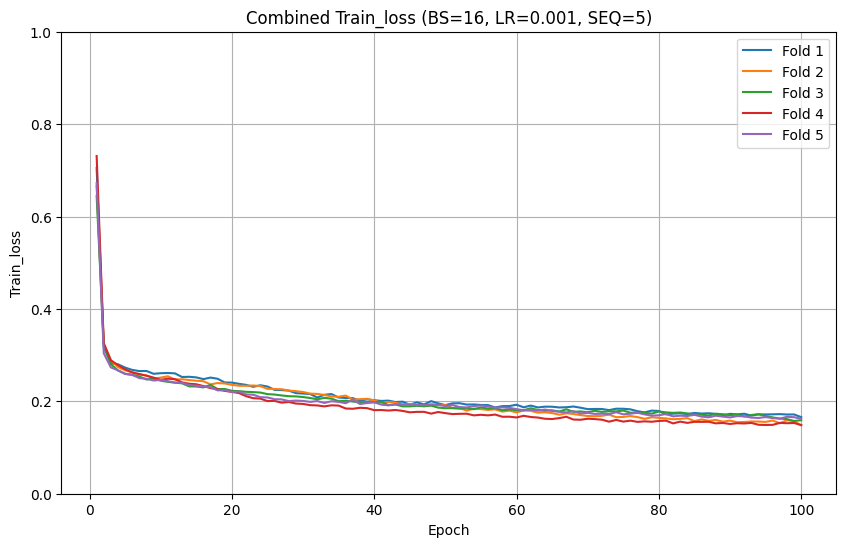 Combined Train_loss (BS=16, LR=0.001, SEQ=5)
Fold 1
Fold 2
Fold 3
Fold 4
Fold 5
Train_loss
1.0
0.8
0.6
0.4
0.2
0.0
0 20 40 60 80 100
Epoch